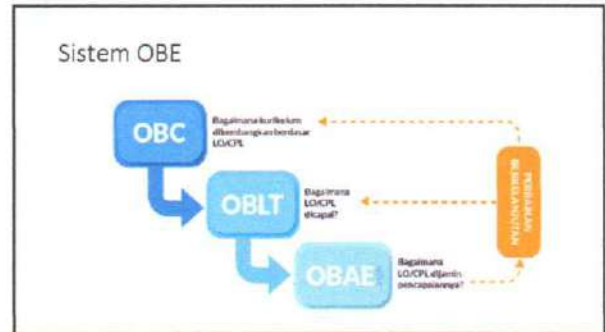 Sistem OBE
OBC
Bagaimana kurikulum
dikembangkan berdasar
LO/CPL
OBLT
Bagaimana
LO/CPL
dicapai?
OBAE
Bagaimana
LO/CPL dijamin
pencapaiannya?
PERBAIKAN
BERKELANJUTAN